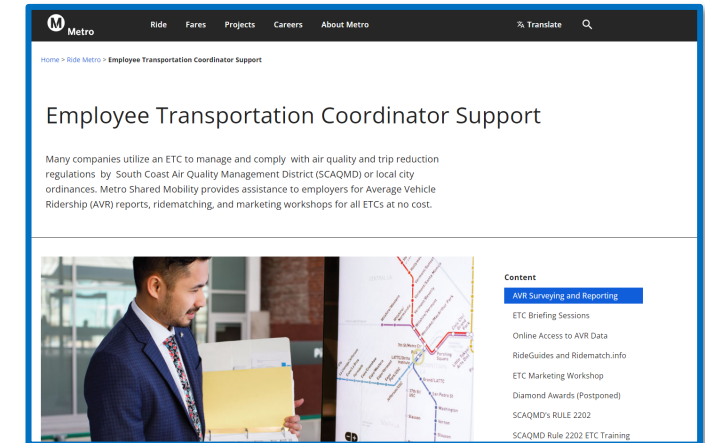 M Metro
Ride Fares Projects Careers About Metro
Translate
Home > Ride Metro > Employee Transportation Coordinator Support
Employee Transportation Coordinator Support
Many companies utilize an ETC to manage and comply with air quality and trip reduction
regulations by South Coast Air Quality Management District (SCAQMD) or local city
ordinances. Metro Shared Mobility provides assistance to employers for Average Vehicle
Ridership (AVR) reports, ridematching, and marketing workshops for all ETCs at no cost.
Content
AVR Surveying and Reporting
ETC Briefing Sessions
Online Access to AVR Data
RideGuides and Ridematch.info
ETC Marketing Workshop
Diamond Awards (Postponed)
SCAQMD's RULE 2202
SCAQMD Rule 2202 ETC Training